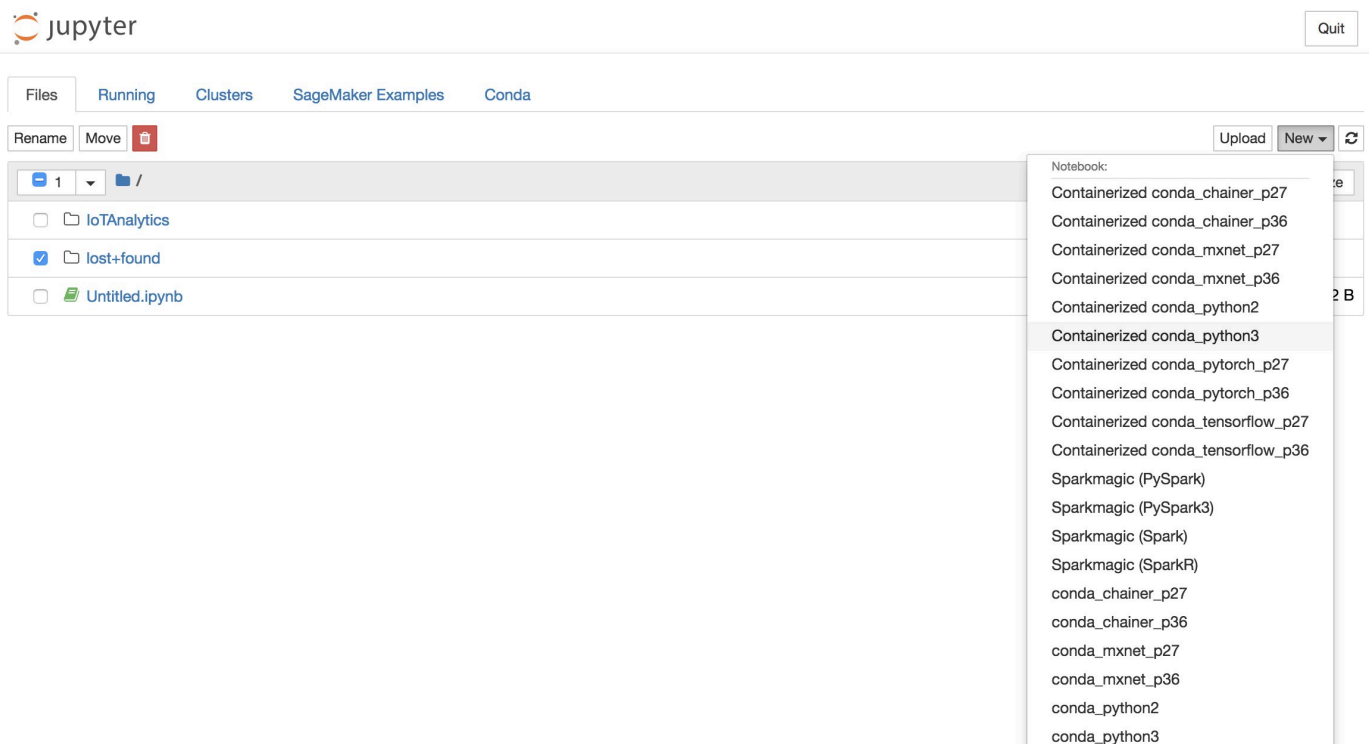 jupyter
Quit
Files Running Clusters SageMaker Examples Conda
Rename Move Upload New
1 /
IoTAnalytics
lost+found
Untitled.ipynb
2 B
Notebook:
Containerized conda_chainer_p27
Containerized conda_chainer_p36
Containerized conda_mxnet_p27
Containerized conda_mxnet_p36
Containerized conda_python2
Containerized conda_python3
Containerized conda_pytorch_p27
Containerized conda_pytorch_p36
Containerized conda_tensorflow_p27
Containerized conda_tensorflow_p36
Sparkmagic (PySpark)
Sparkmagic (PySpark3)
Sparkmagic (Spark)
Sparkmagic (SparkR)
conda_chainer_p27
conda_chainer_p36
conda_mxnet_p27
conda_mxnet_p36
conda_python2
conda_python3